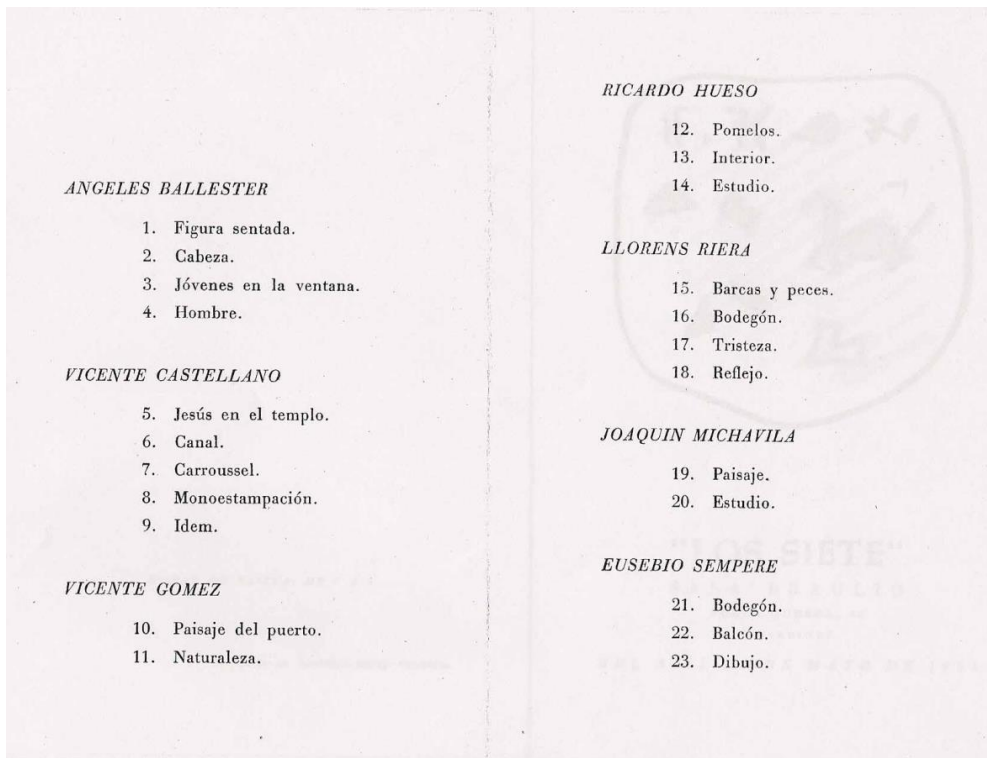 ANGELES BALLESTER
1. Figura sentada.
2. Cabeza.
3. Jóvenes en la ventana.
4. Hombre.
VICENTE CASTELLANO
5. Jesús en el templo.
6. Canal.
7. Carroussel.
8. Monoestampación.
9. Idem.
VICENTE GOMEZ
10. Paisaje del puerto.
11. Naturaleza.
RICARDO HUESO
12. Pomelos.
13. Interior.
14. Estudio.
LLORENS RIERA
15. Barcas y peces.
16. Bodegón.
17. Tristeza.
18. Reflejo.
JOAQUIN MICHAVILA
19. Paisaje.
20. Estudio.
"LOS SIETE"
EUSEBIO SEMPERE
21. Bodegón.
22. Balcón.
23. Dibujo.